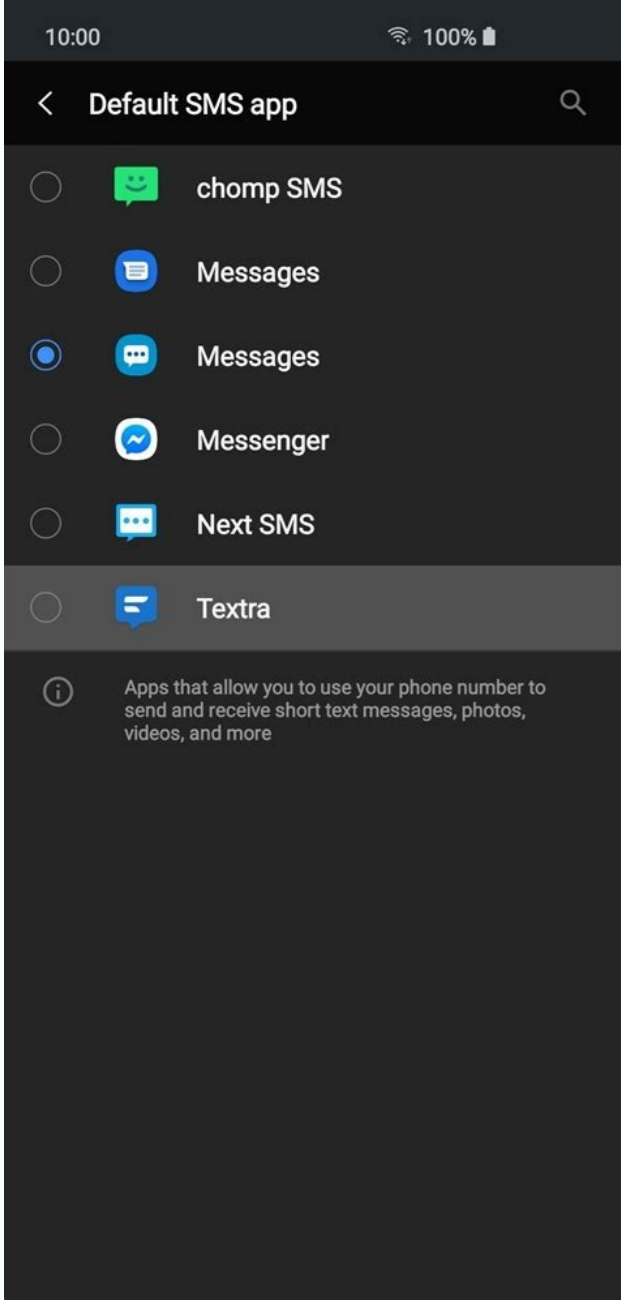 10:00 100%
Default SMS app
chomp SMS
Messages
Messages
Messenger
Next SMS
Textra
Apps that allow you to use your phone number to
send and receive short text messages, photos,
videos, and more